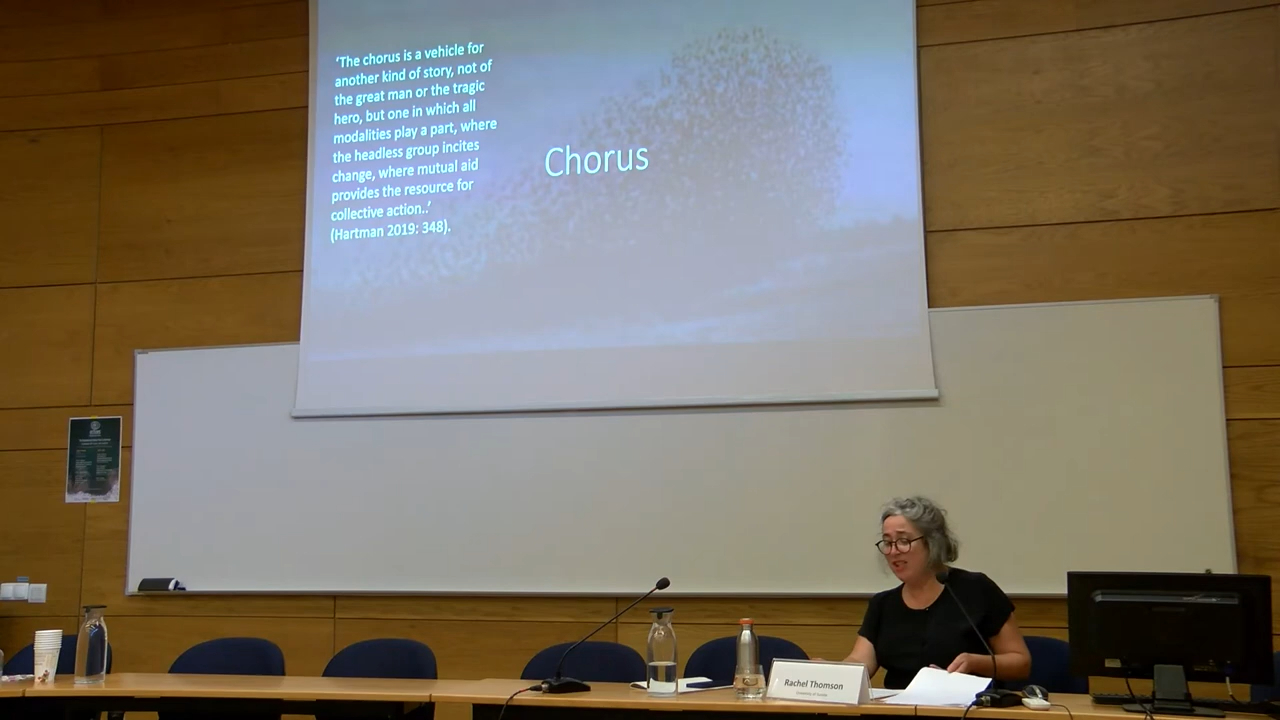 ‘The chorus is a vehicle for
another kind of story, not of
the great man or the tragic
hero, but one in which all
modalities play a part, where
the headless group incites
change, where mutual aid
provides the resource for
collective action..’
(Hartman 2019: 348).
Chorus
Rachel Thomson